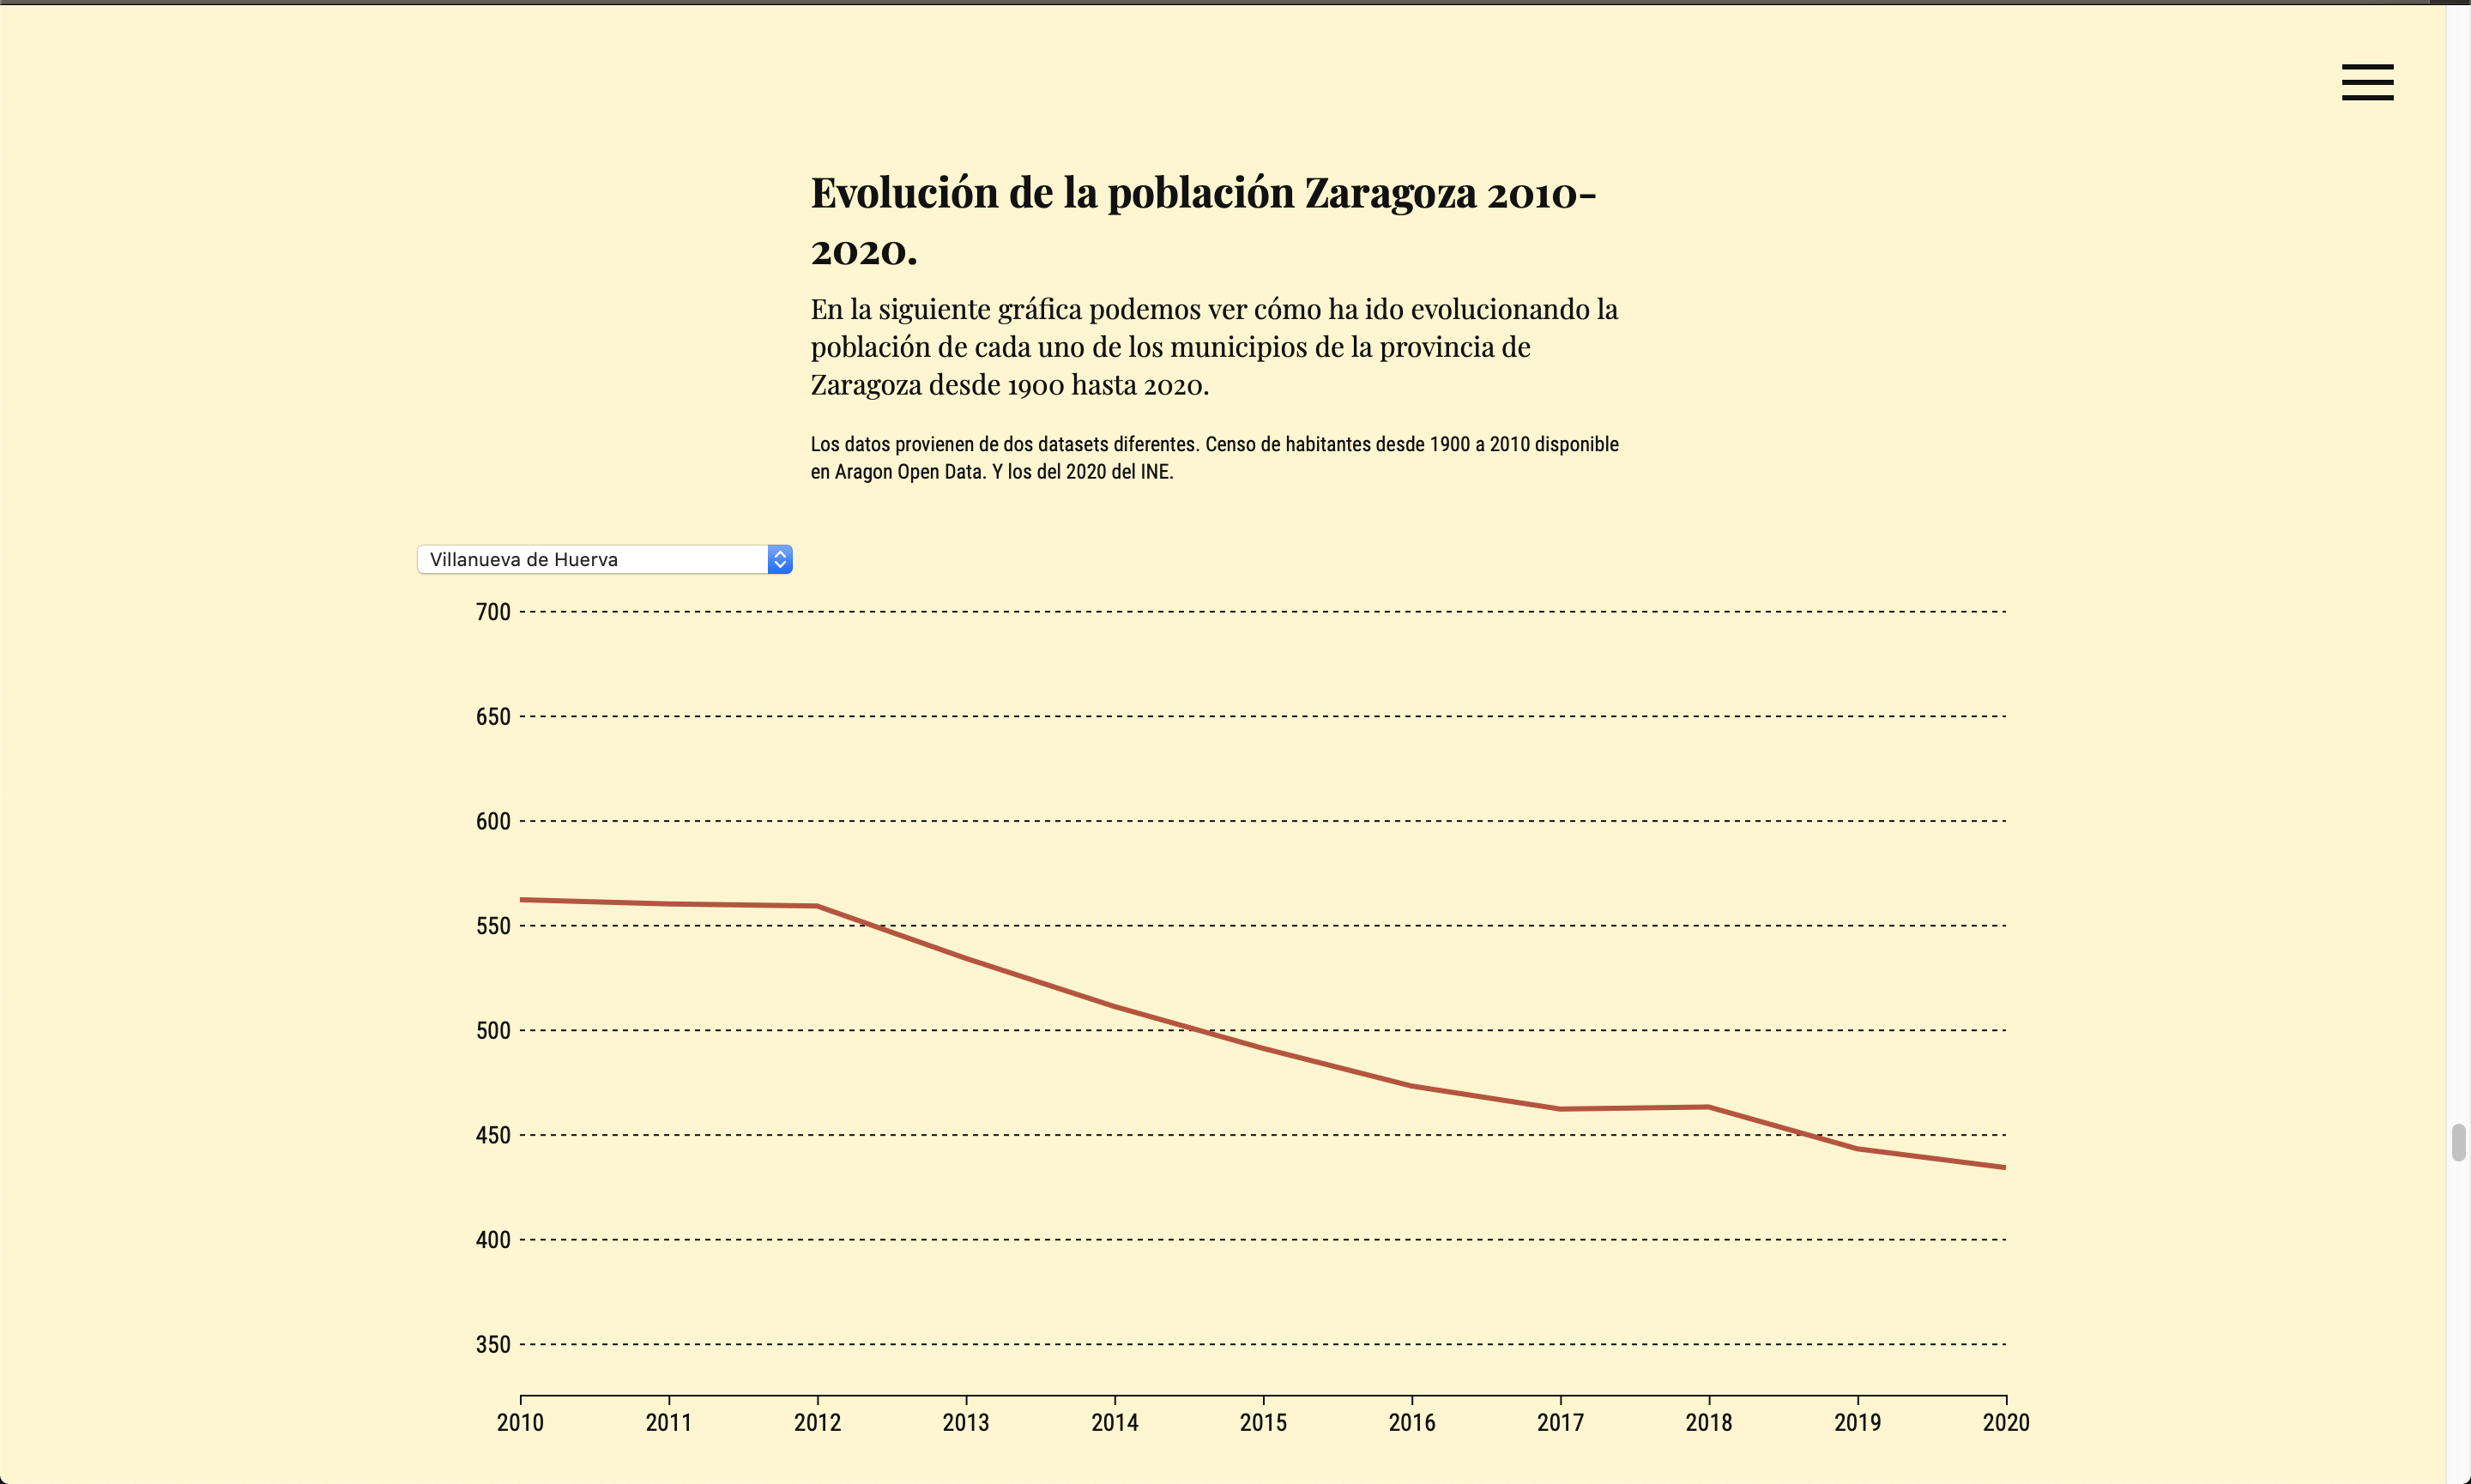 Evolución de la población Zaragoza 2010-
2020.
En la siguiente gráfica podemos ver cómo ha ido evolucionando la
población de cada uno de los municipios de la provincia de
Zaragoza desde 1900 hasta 2020.
Los datos provienen de dos datasets diferentes. Censo de habitantes desde 1900 a 2010 disponible
en Aragon Open Data. Y los del 2020 del INE.
Villanueva de Huerva
700
650
600
550
500
450
400
350
2010 2011 2012 2013 2014 2015 2016 2017 2018 2019 2020